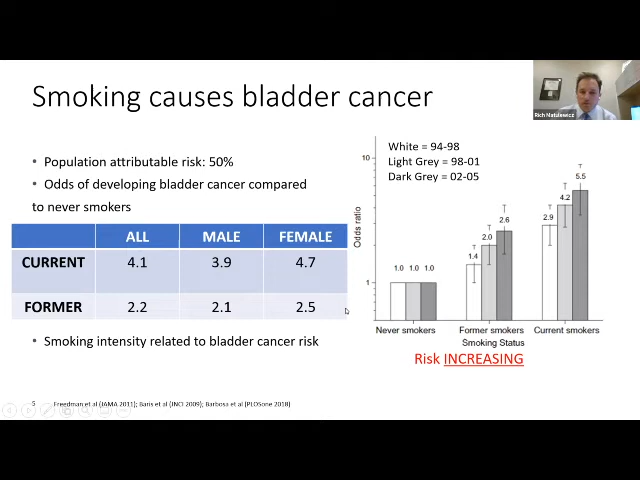 Smoking causes bladder cancer
Rich Matulewicz
• Population attributable risk: 50%
• Odds of developing bladder cancer compared
to never smokers
ALL MALE FEMALE
CURRENT 4.1 3.9 4.7
FORMER 2.2 2.1 2.5
• Smoking intensity related to bladder cancer risk
White = 94-98
Light Grey = 98-01
Dark Grey = 02-05
10
1
Odds ratio
1.0 1.0 1.0
1.4 2.0 2.6
2.9 4.2 5.5
Never smokers Former smokers Current smokers
Smoking Status
Risk INCREASING
5
Freedman et al (JAMA 2011); Baris et al (JNCI 2009); Barbosa et al [PLOSone 2018]